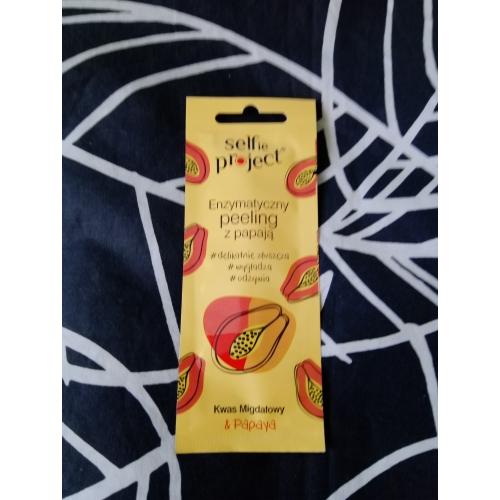 selfie
project®
Enzymatyczny
peeling
z papają
#delikatnie złuszcza
#wygładza
#odżywia
Kwas Migdałowy
& Papaya